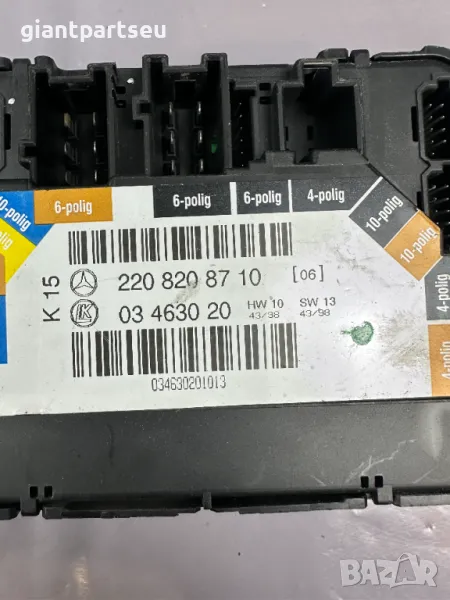 giantpartseu
10-polig
6-polig
6-polig
6-polig
4-polig
10-polig
10-polig
4-polig
4-polig
K 15
220 820 87 10 [06]
03 4630 20 HW 10 SW 13
43/98 43/98
034630201013
BAZAR